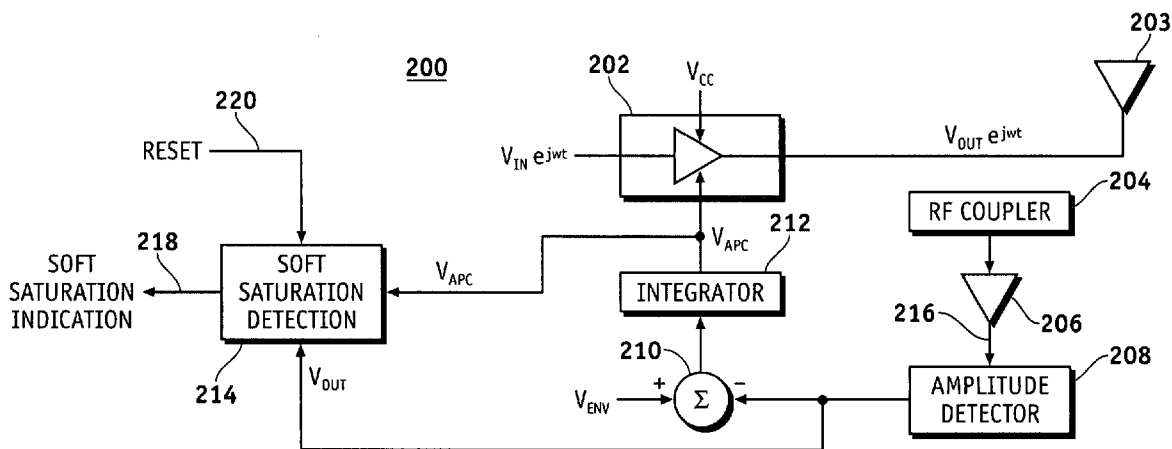 203
200
202
V_CC
220
RESET
V_IN e^jwt
V_OUT e^jwt
204
RF COUPLER
218
212
V_APC
SOFT
SATURATION
INDICATION
SOFT
SATURATION
DETECTION
V_APC
INTEGRATOR
216
206
210
208
214
V_OUT
V_ENV
+
Σ
−
AMPLITUDE
DETECTOR